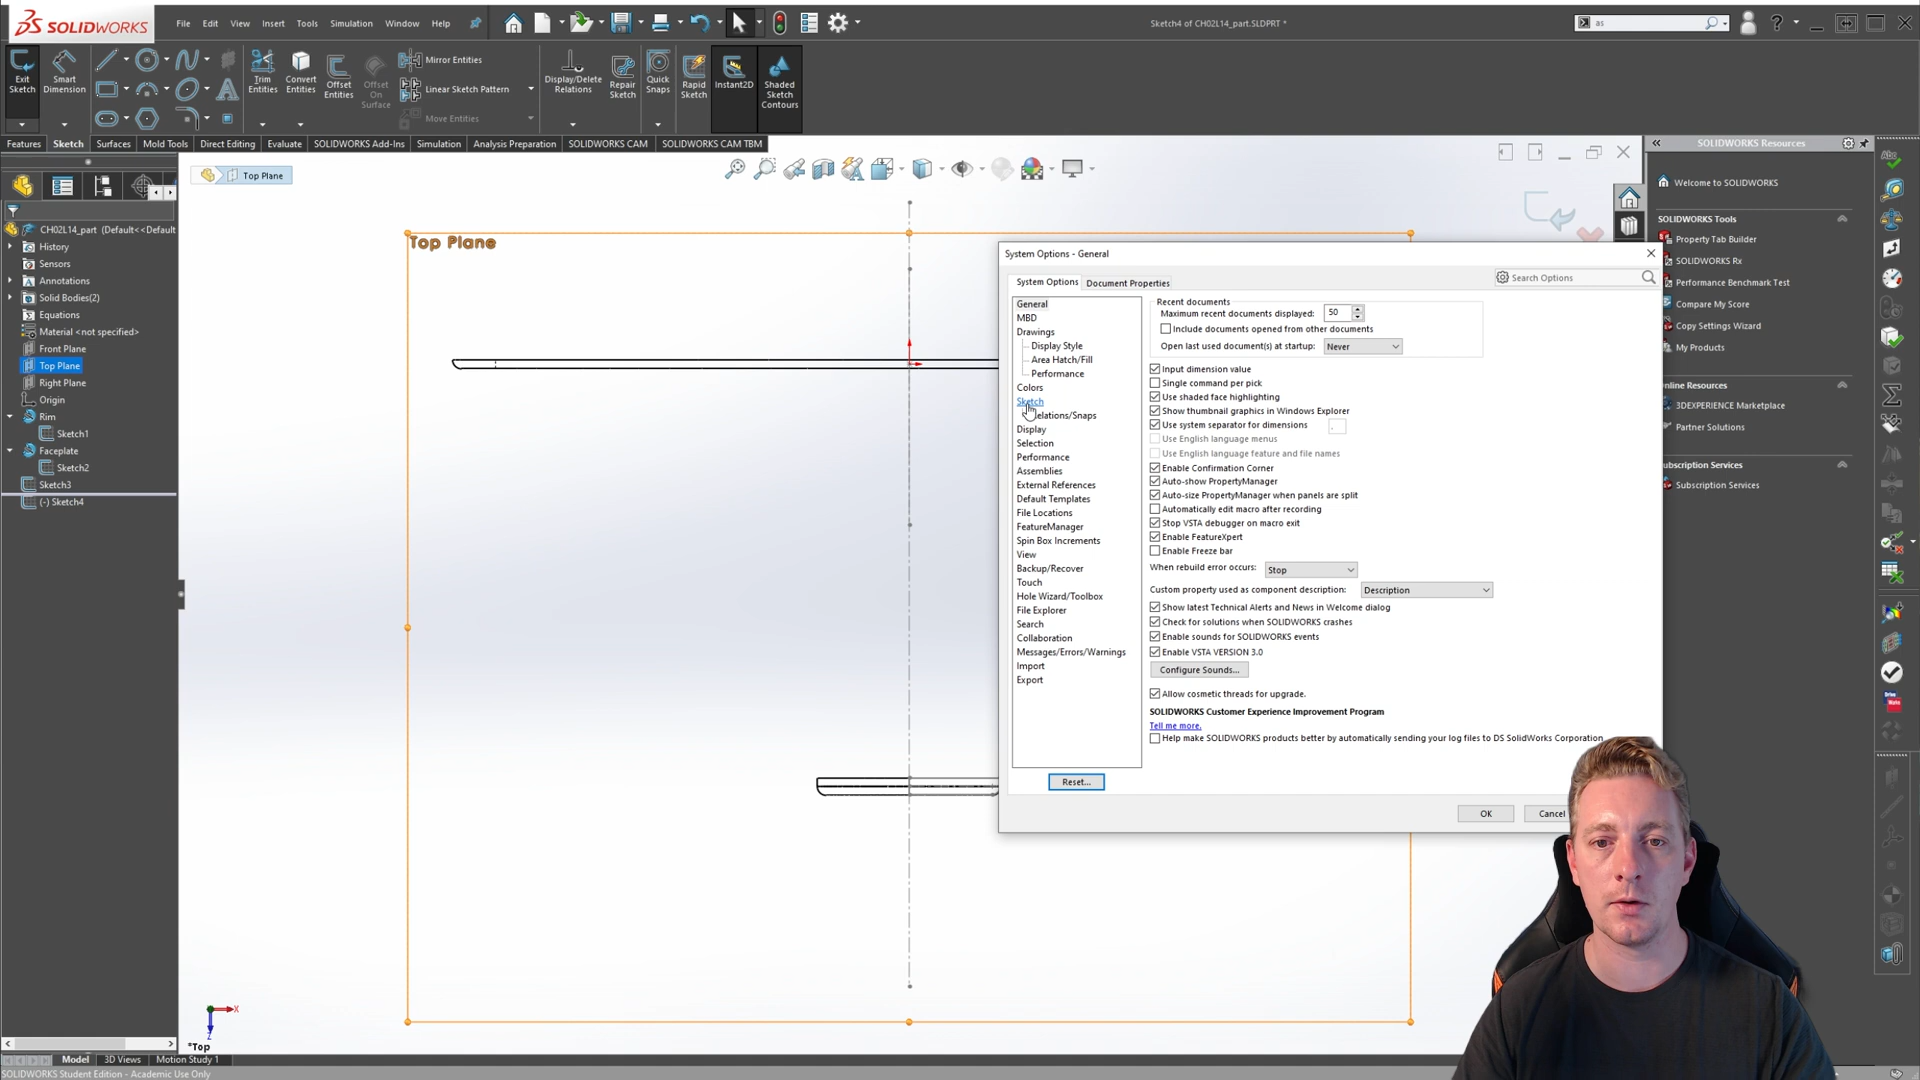 SOLIDWORKS
File Edit View Insert Tools Simulation Window Help
Sketch4 of CH02L14_part.SLDPRT *
as
Exit Sketch
Smart Dimension
Trim Entities
Convert Entities
Offset Entities
Offset On Surface
Mirror Entities
Linear Sketch Pattern
Move Entities
Display/Delete Relations
Repair Sketch
Quick Snaps
Rapid Sketch
Instant2D
Shaded Sketch Contours
Features Sketch Surfaces Mold Tools Direct Editing Evaluate SOLIDWORKS Add-Ins Simulation Analysis Preparation SOLIDWORKS CAM SOLIDWORKS CAM TBM
Top Plane
CH02L14_part (Default<<Default
History
Sensors
Annotations
Solid Bodies(2)
Equations
Material <not specified>
Front Plane
Top Plane
Right Plane
Origin
Rim
Sketch1
Faceplate
Sketch2
Sketch3
(-) Sketch4
Top Plane
X
Z
*Top
System Options - General
System Options Document Properties
Search Options
General
MBD
Drawings
Display Style
Area Hatch/Fill
Performance
Colors
Sketch
elations/Snaps
Display
Selection
Performance
Assemblies
External References
Default Templates
File Locations
FeatureManager
Spin Box Increments
View
Backup/Recover
Touch
Hole Wizard/Toolbox
File Explorer
Search
Collaboration
Messages/Errors/Warnings
Import
Export
Reset...
Recent documents
Maximum recent documents displayed: 50
Include documents opened from other documents
Open last used document(s) at startup: Never
Input dimension value
Single command per pick
Use shaded face highlighting
Show thumbnail graphics in Windows Explorer
Use system separator for dimensions .
Use English language menus
Use English language feature and file names
Enable Confirmation Corner
Auto-show PropertyManager
Auto-size PropertyManager when panels are split
Automatically edit macro after recording
Stop VSTA debugger on macro exit
Enable FeatureXpert
Enable Freeze bar
When rebuild error occurs: Stop
Custom property used as component description: Description
Show latest Technical Alerts and News in Welcome dialog
Check for solutions when SOLIDWORKS crashes
Enable sounds for SOLIDWORKS events
Enable VSTA VERSION 3.0
Configure Sounds...
Allow cosmetic threads for upgrade.
SOLIDWORKS Customer Experience Improvement Program
Tell me more.
Help make SOLIDWORKS products better by automatically sending your log files to DS SolidWorks Corporation
OK Cancel
SOLIDWORKS Resources
Welcome to SOLIDWORKS
SOLIDWORKS Tools
Property Tab Builder
SOLIDWORKS Rx
Performance Benchmark Test
Compare My Score
Copy Settings Wizard
My Products
nline Resources
3DEXPERIENCE Marketplace
Partner Solutions
ubscription Services
Subscription Services
Model 3D Views Motion Study 1
SOLIDWORKS Student Edition - Academic Use Only